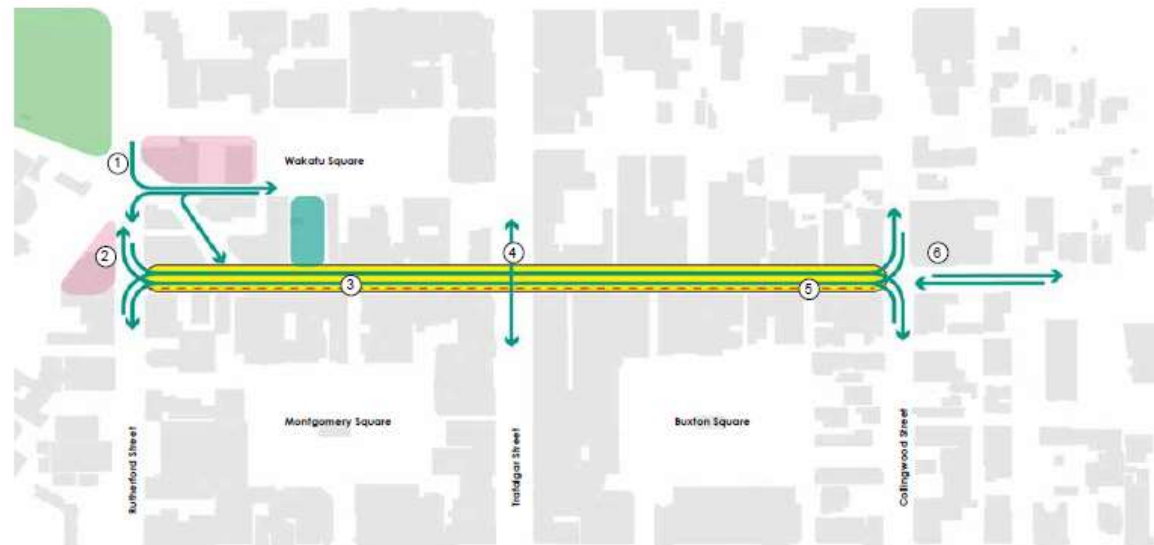 1
Wakatu Square
2
4
6
3
5
Montgomery Square
Buxton Square
Rutherford Street
Trafalgar Street
Collingwood Street